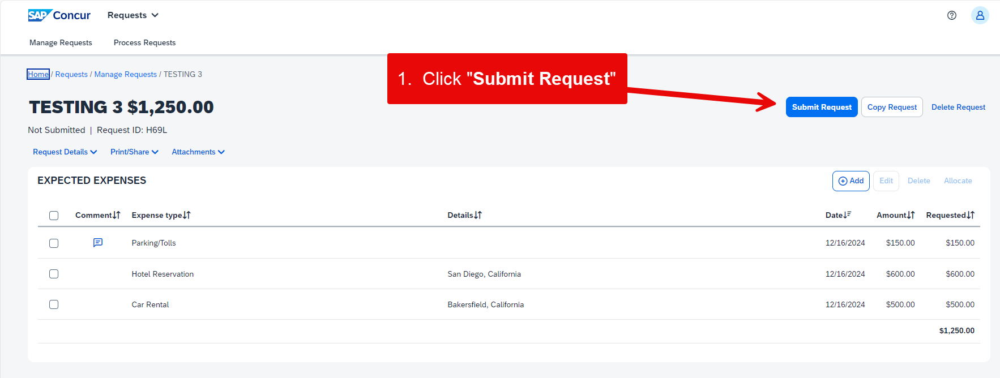 SAP Concur Requests
Manage Requests Process Requests
1. Click "Submit Request"
Home / Requests / Manage Requests / TESTING 3
TESTING 3 $1,250.00
Submit Request Copy Request Delete Request
Not Submitted | Request ID: H69L
Request Details Print/Share Attachments
EXPECTED EXPENSES
Add Edit Delete Allocate
Comment Expense type Details Date Amount Requested
Parking/Tolls 12/16/2024 $150.00 $150.00
Hotel Reservation San Diego, California 12/16/2024 $600.00 $600.00
Car Rental Bakersfield, California 12/16/2024 $500.00 $500.00
$1,250.00